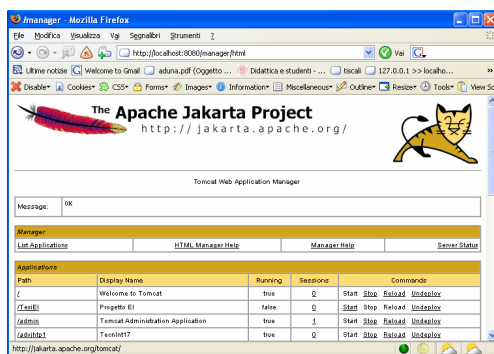 /manager - Mozilla Firefox
File Modifica Visualizza Vai Segnalibri Strumenti ?
http://localhost:8080/manager/html Vai
Ultime notizie Welcome to Gmail aduna.pdf (Oggetto ... Didattica e studenti - ... tiscali 127.0.0.1 >> localho... »
Disable▾ Cookies▾ CSS▾ Forms▾ Images▾ Information▾ Miscellaneous▾ Outline▾ Resize▾ Tools▾ View So
The Apache Jakarta Project
http://jakarta.apache.org/
Tomcat Web Application Manager
Message: OK
Manager
List Applications HTML Manager Help Manager Help Server Status
Applications
Path Display Name Running Sessions Commands
/ Welcome to Tomcat true 0 Start Stop Reload Undeploy
/TesiEI Progetto EI false 0 Start Stop Reload Undeploy
/admin Tomcat Administration Application true 1 Start Stop Reload Undeploy
TecnInt17 true 0 Start Stop Reload Undeploy
http://jakarta.apache.org/tomcat/